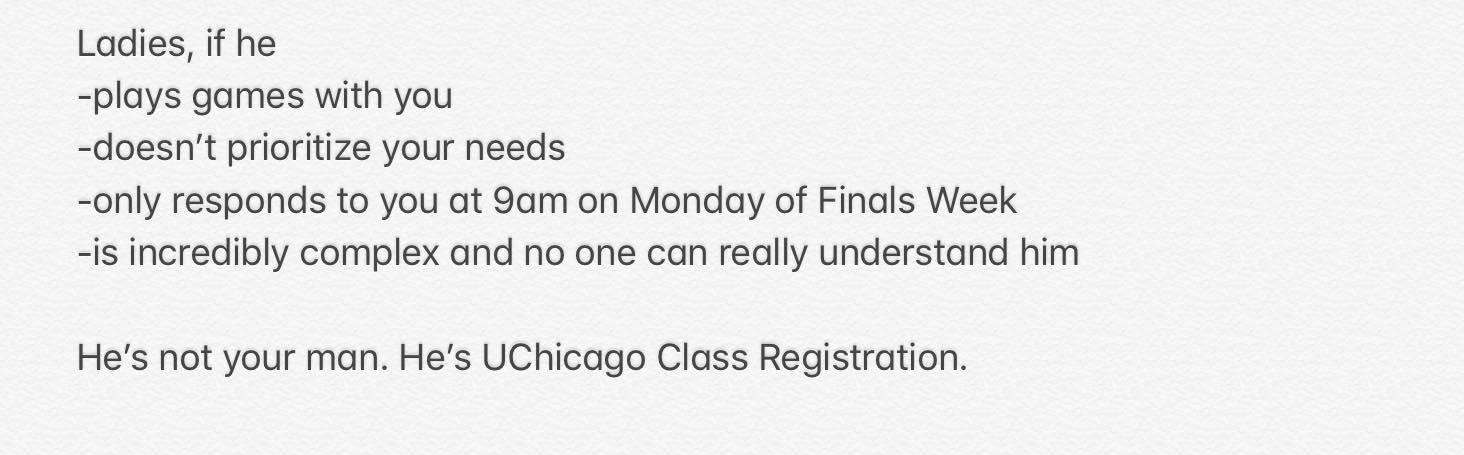 Ladies, if he
-plays games with you
-doesn’t prioritize your needs
-only responds to you at 9am on Monday of Finals Week
-is incredibly complex and no one can really understand him
He’s not your man. He’s UChicago Class Registration.